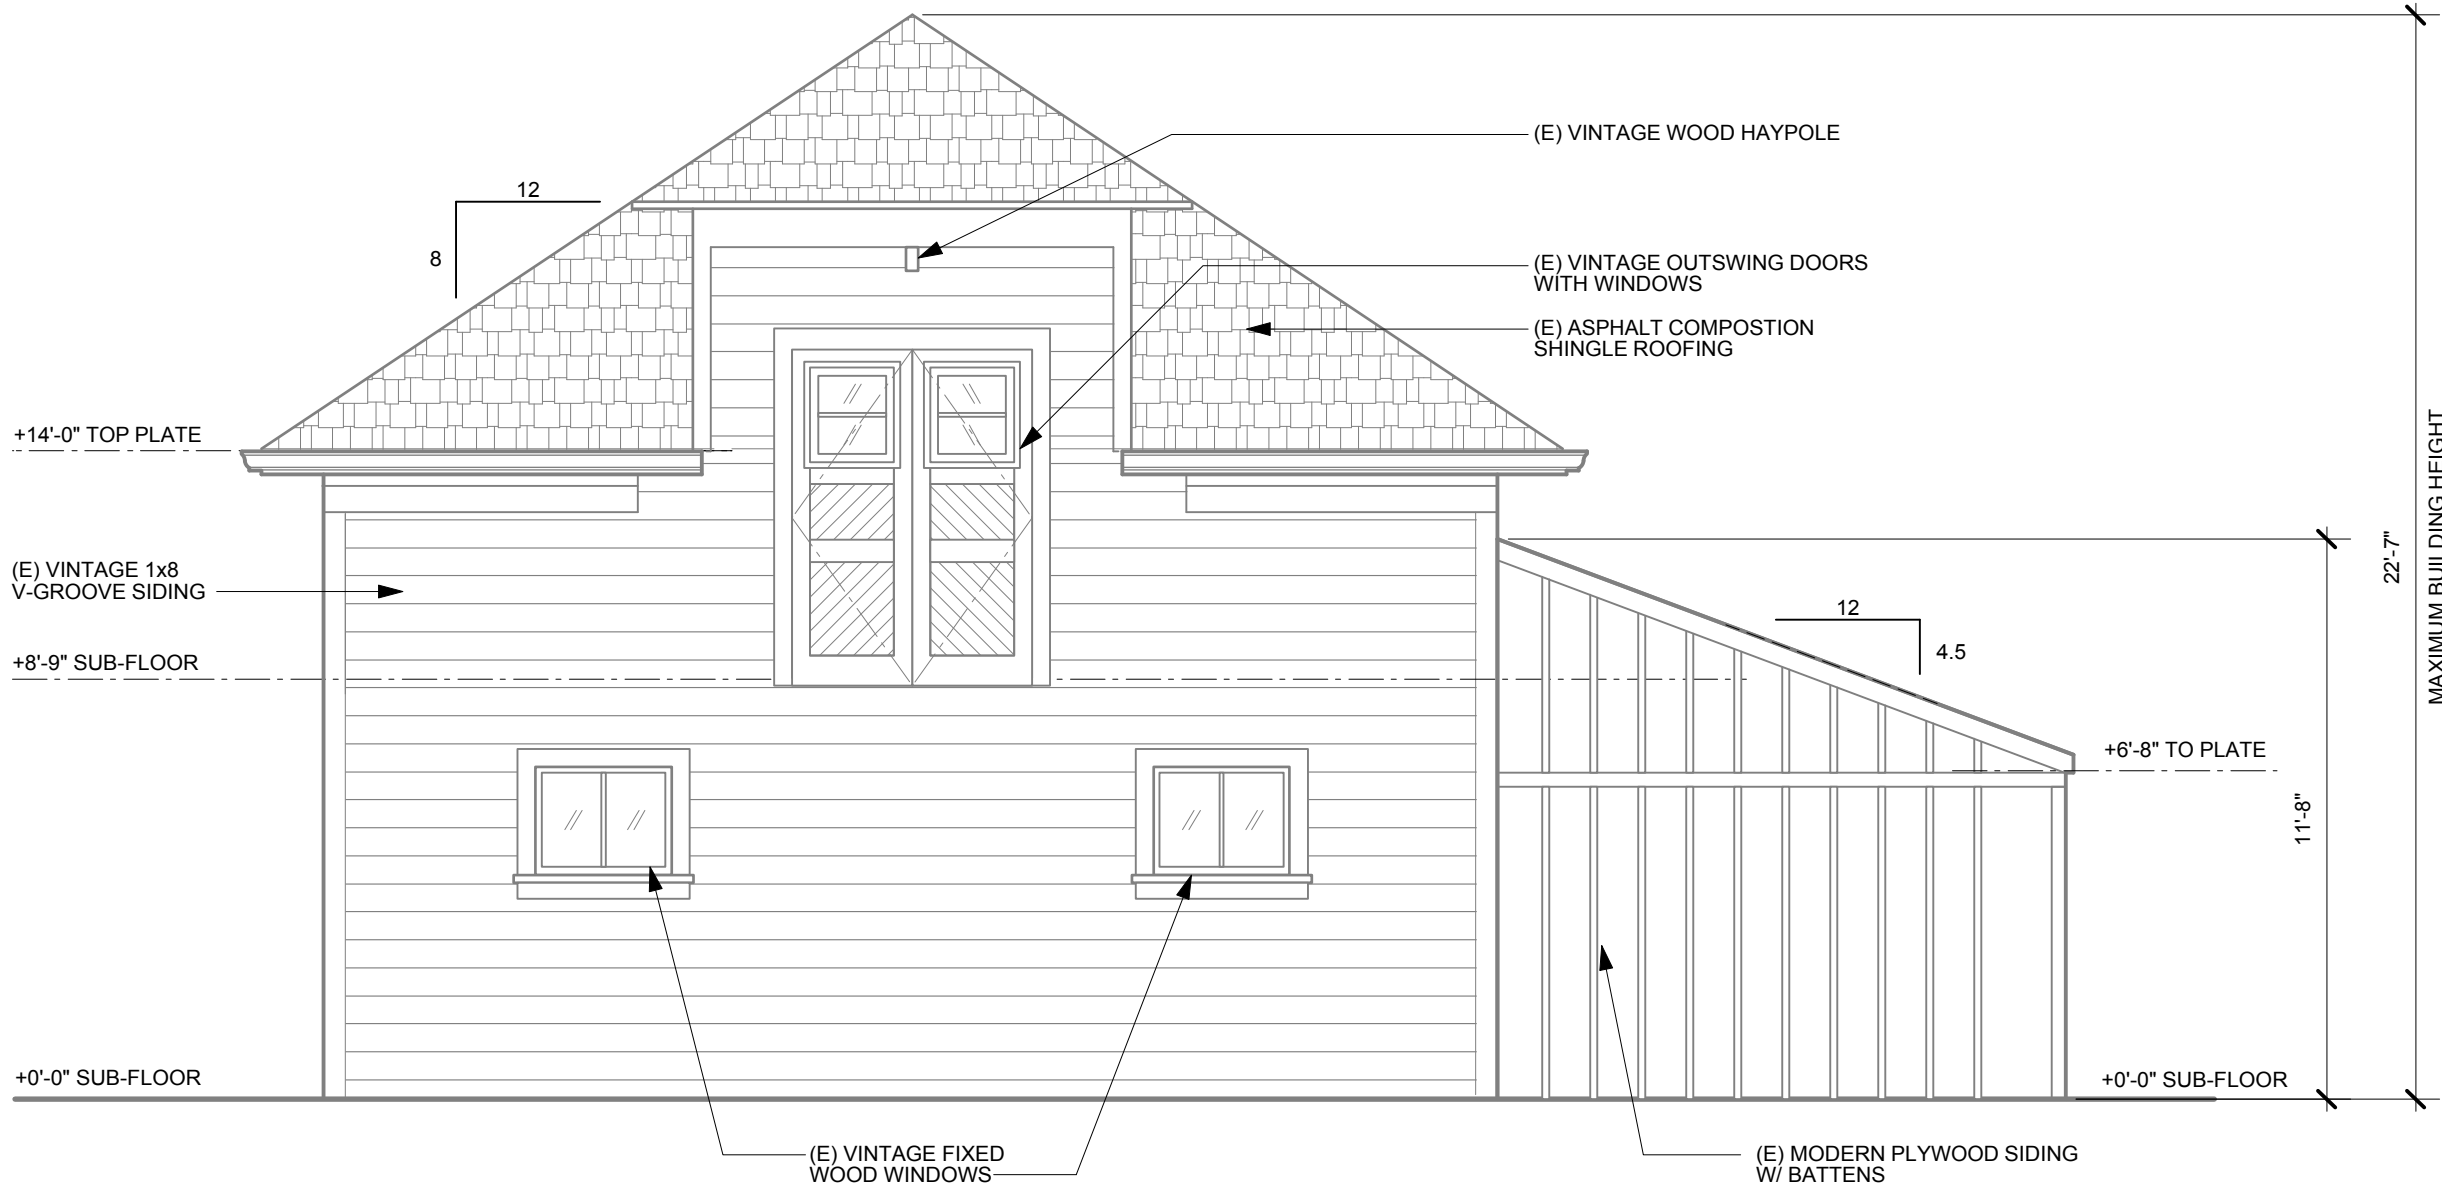 (E) VINTAGE WOOD HAYPOLE
12
8
(E) VINTAGE OUTSWING DOORS
WITH WINDOWS
(E) ASPHALT COMPOSTION
SHINGLE ROOFING
+14'-0" TOP PLATE
MAXIMUM BUILDING HEIGHT
22'-7"
(E) VINTAGE 1x8
V-GROOVE SIDING
12
4.5
+8'-9" SUB-FLOOR
+6'-8" TO PLATE
11'-8"
+0'-0" SUB-FLOOR
+0'-0" SUB-FLOOR
(E) VINTAGE FIXED
WOOD WINDOWS
(E) MODERN PLYWOOD SIDING
W/ BATTENS